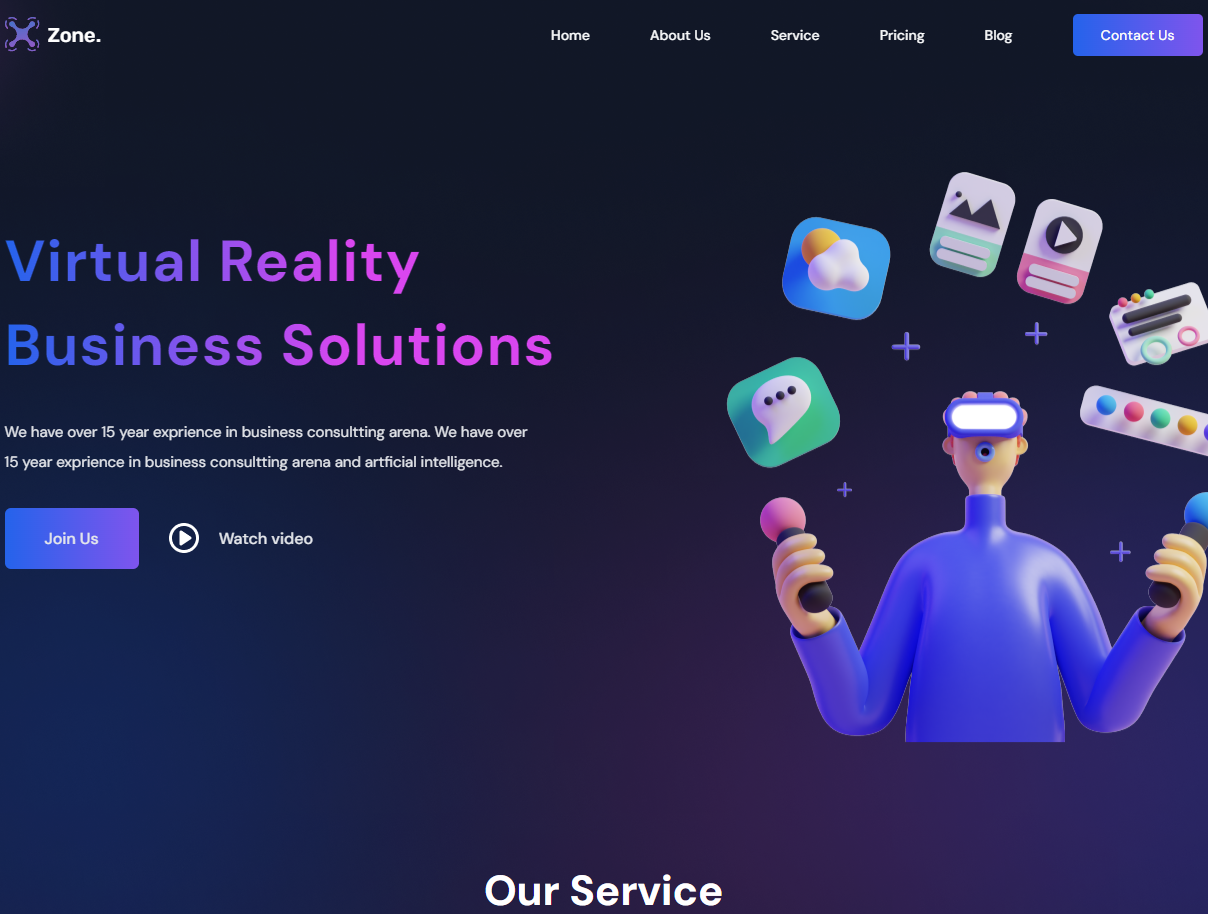 Zone.
Home
About Us
Service
Pricing
Blog
Contact Us
Virtual Reality
Business Solutions
We have over 15 year exprience in business consultting arena. We have over
15 year exprience in business consultting arena and artficial intelligence.
Join Us
Watch video
Our Service